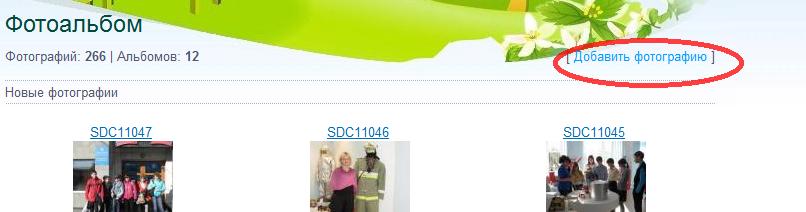 Фотоальбом
Фотографий: 266 | Альбомов: 12
[ Добавить фотографию ]
Новые фотографии
SDC11047 SDC11046 SDC11045